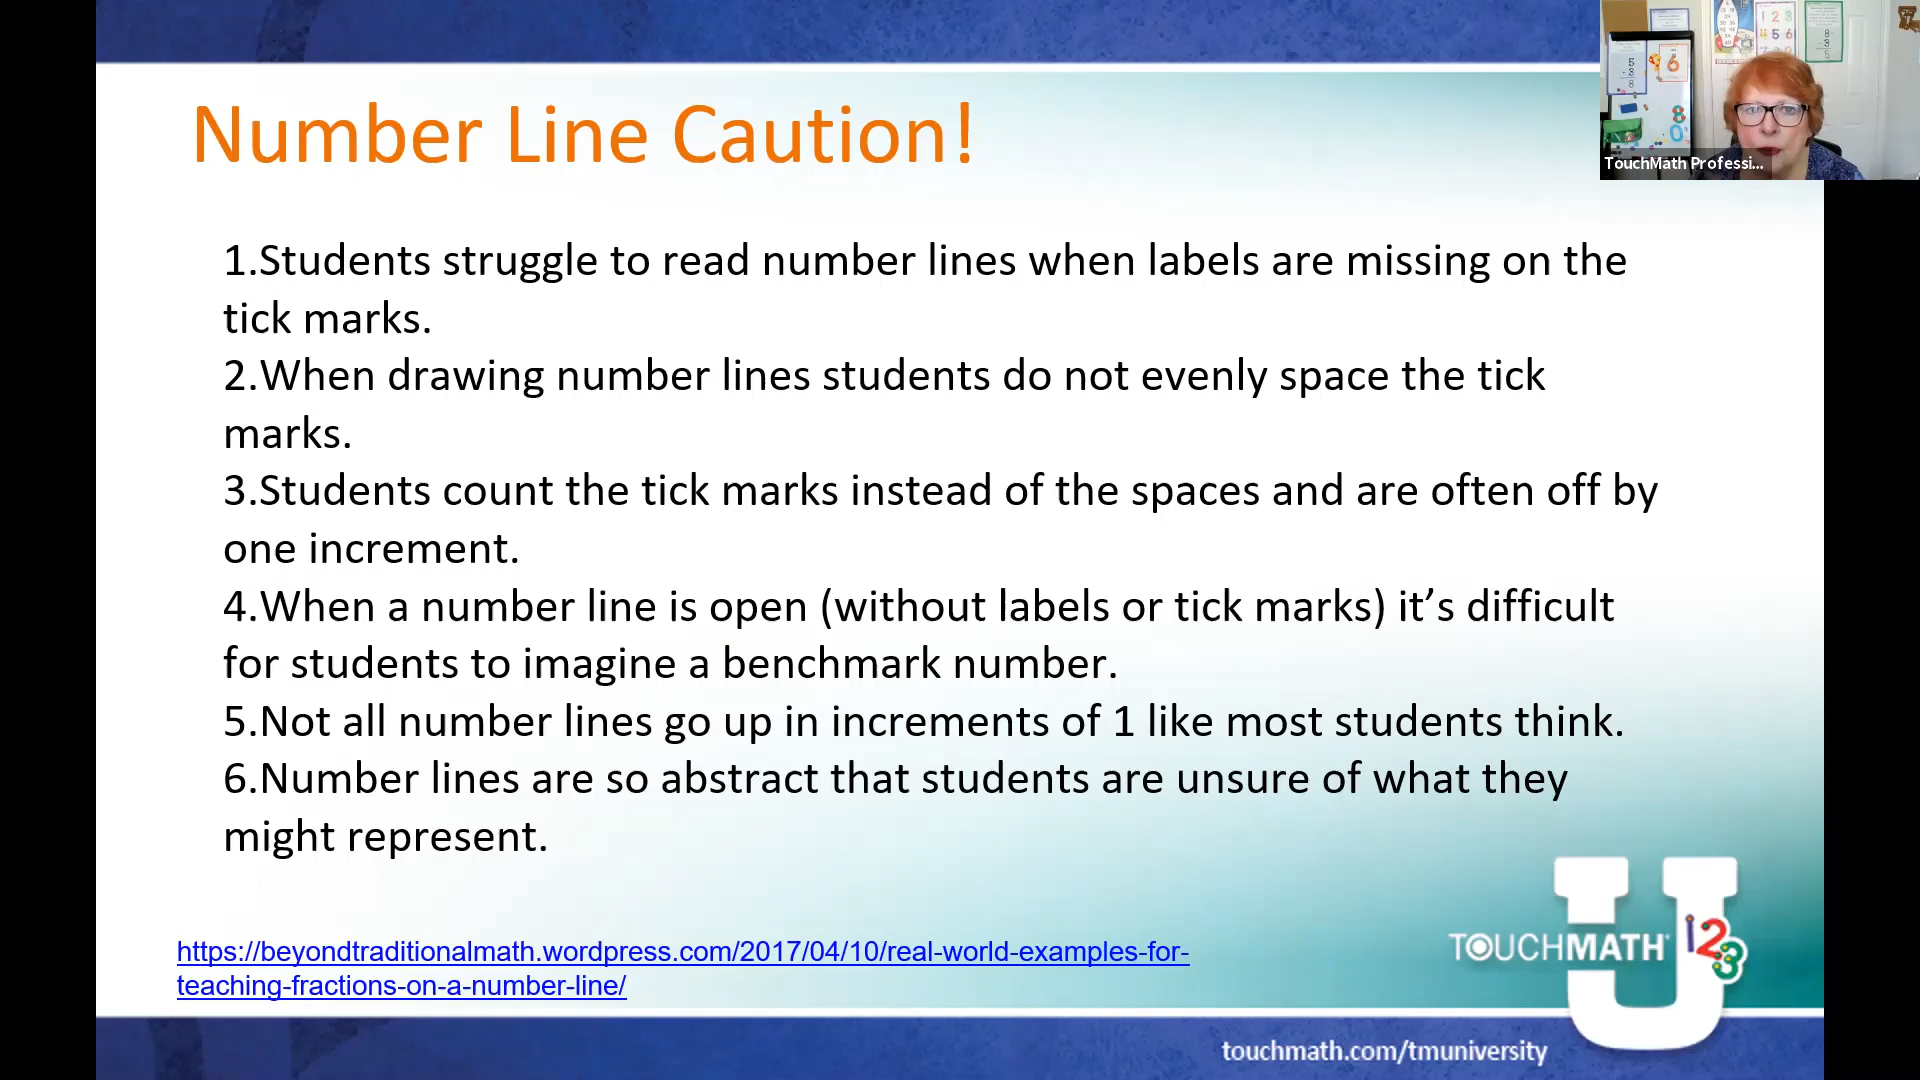 Number Line Caution!
TouchMath Professi...
1.Students struggle to read number lines when labels are missing on the
tick marks.
2.When drawing number lines students do not evenly space the tick
marks.
3.Students count the tick marks instead of the spaces and are often off by
one increment.
4.When a number line is open (without labels or tick marks) it’s difficult
for students to imagine a benchmark number.
5.Not all number lines go up in increments of 1 like most students think.
6.Number lines are so abstract that students are unsure of what they
might represent.
https://beyondtraditionalmath.wordpress.com/2017/04/10/real-world-examples-for-
teaching-fractions-on-a-number-line/
U
TOUCHMATH 123
touchmath.com/tmuniversity